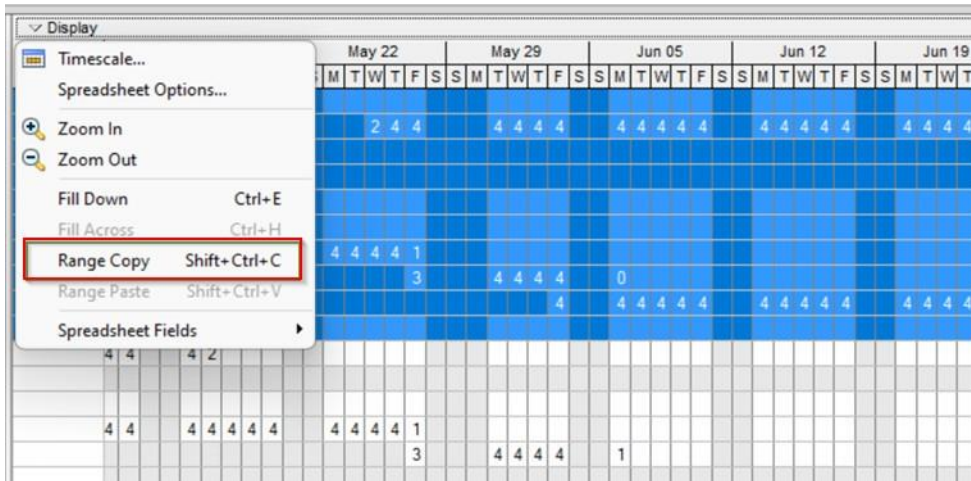 Display
May 22 May 29 Jun 05 Jun 12 Jun 19
S M T W T F S S M T W T F S S M T W T F S S M T W T F S S M T W T
Timescale...
Spreadsheet Options...
Zoom In
2 4 4 4 4 4 4 4 4 4 4 4 4 4 4 4 4 4 4 4 4
Zoom Out
Fill Down Ctrl+E
Fill Across Ctrl+H
Range Copy Shift+Ctrl+C
4 4 4 4 1
3 4 4 4 4 0
Range Paste Shift+Ctrl+V
4 4 4 4 4 4 4 4 4 4 4 4 4 4 4
Spreadsheet Fields
4 4 4 2
4 4 4 4 4 4 4 4 4 4 4 1
3 4 4 4 4 1